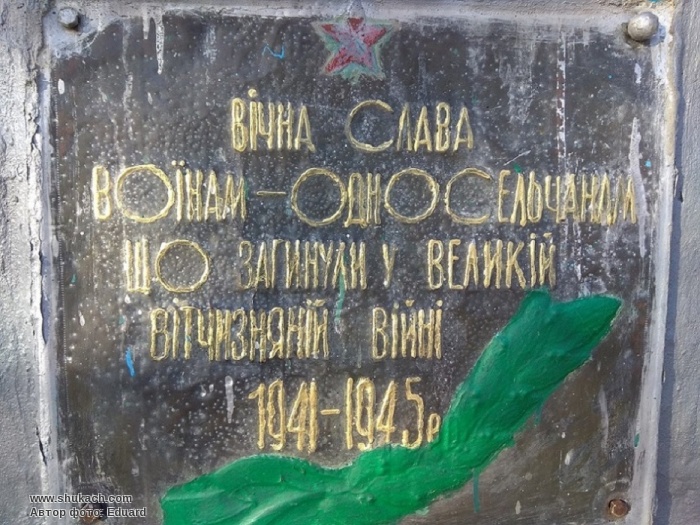 ВІЧНА СЛАВА
ВОЇНАМ-ОДНОСЕЛЬЧАНАМ
ЩО ЗАГИНУЛИ У ВЕЛИКІЙ
ВІТЧИЗНЯНІЙ ВІЙНІ
1941-1945р
www.shukach.com
Автор фото: Eduard